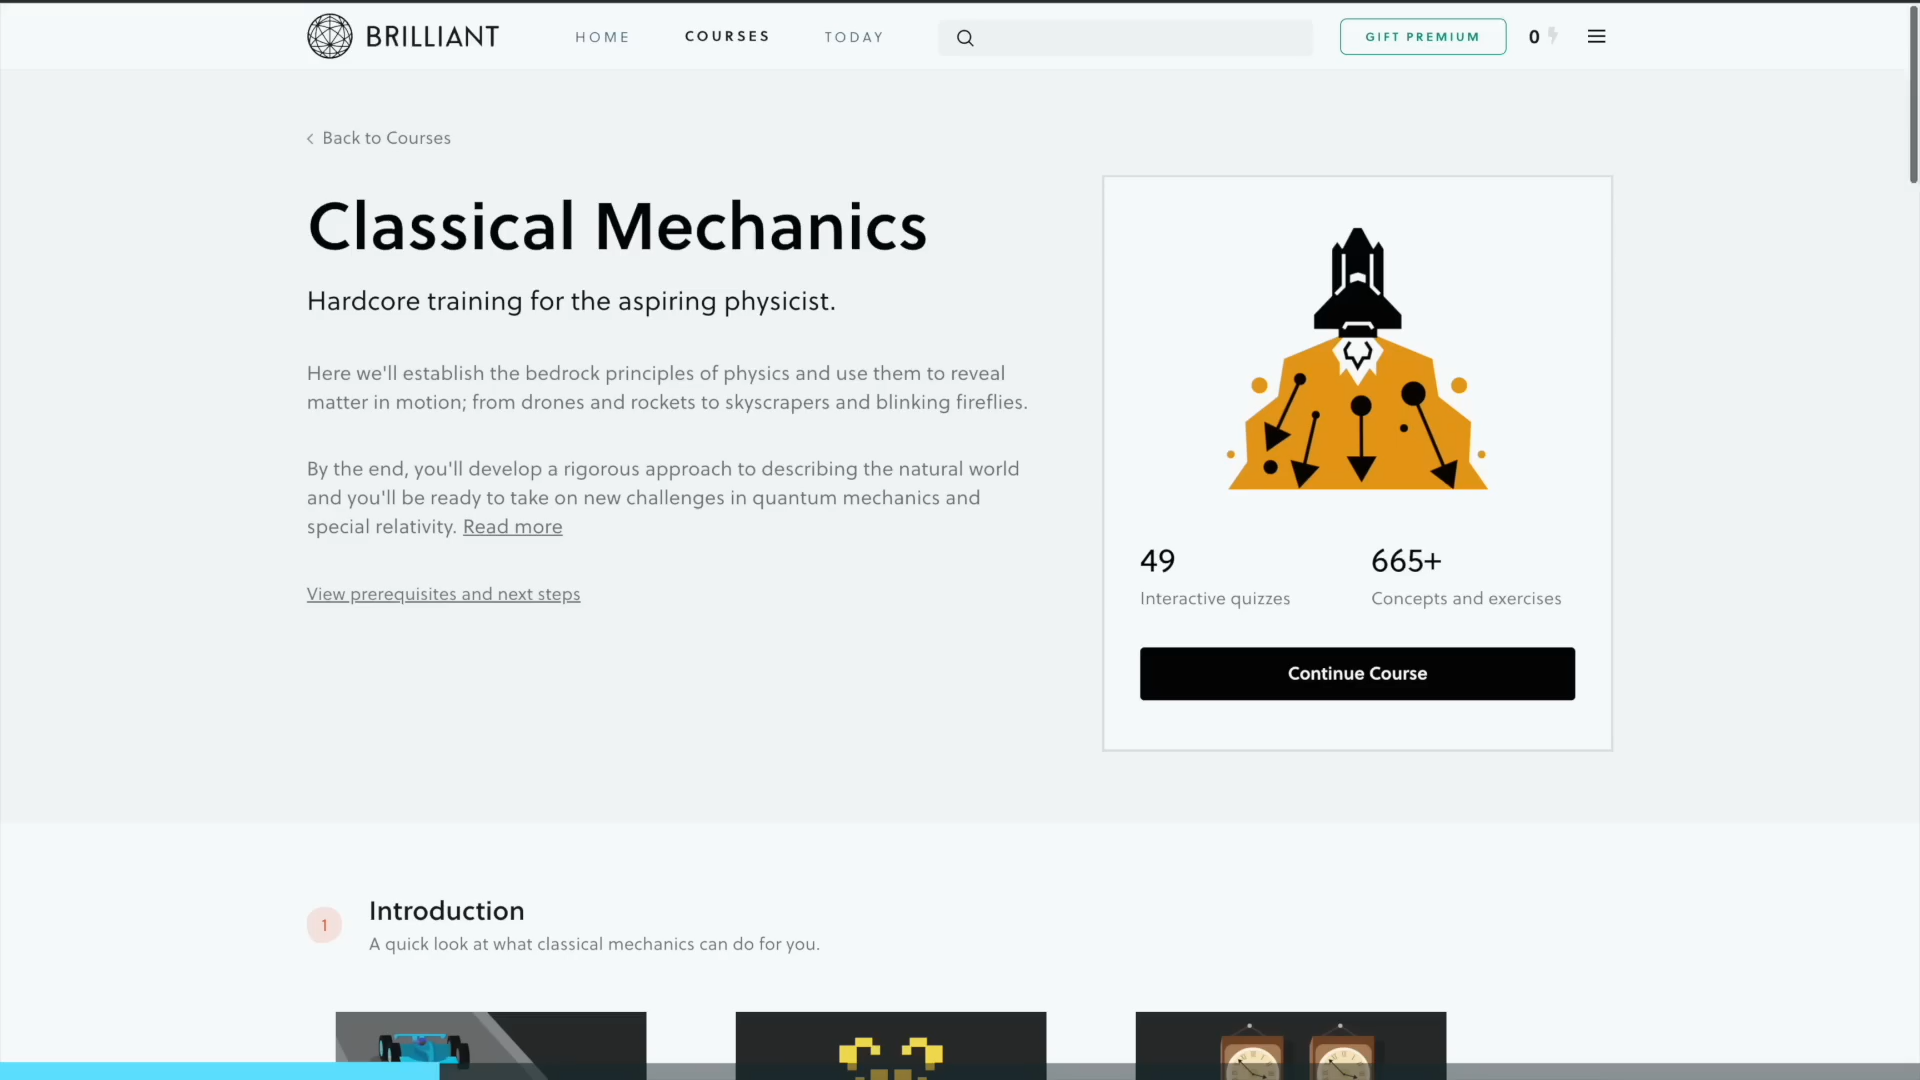 BRILLIANT
HOME
COURSES
TODAY
GIFT PREMIUM
0
Back to Courses
Classical Mechanics
Hardcore training for the aspiring physicist.
Here we'll establish the bedrock principles of physics and use them to reveal
matter in motion; from drones and rockets to skyscrapers and blinking fireflies.
By the end, you'll develop a rigorous approach to describing the natural world
and you'll be ready to take on new challenges in quantum mechanics and
special relativity. Read more
View prerequisites and next steps
49
Interactive quizzes
665+
Concepts and exercises
Continue Course
1
Introduction
A quick look at what classical mechanics can do for you.